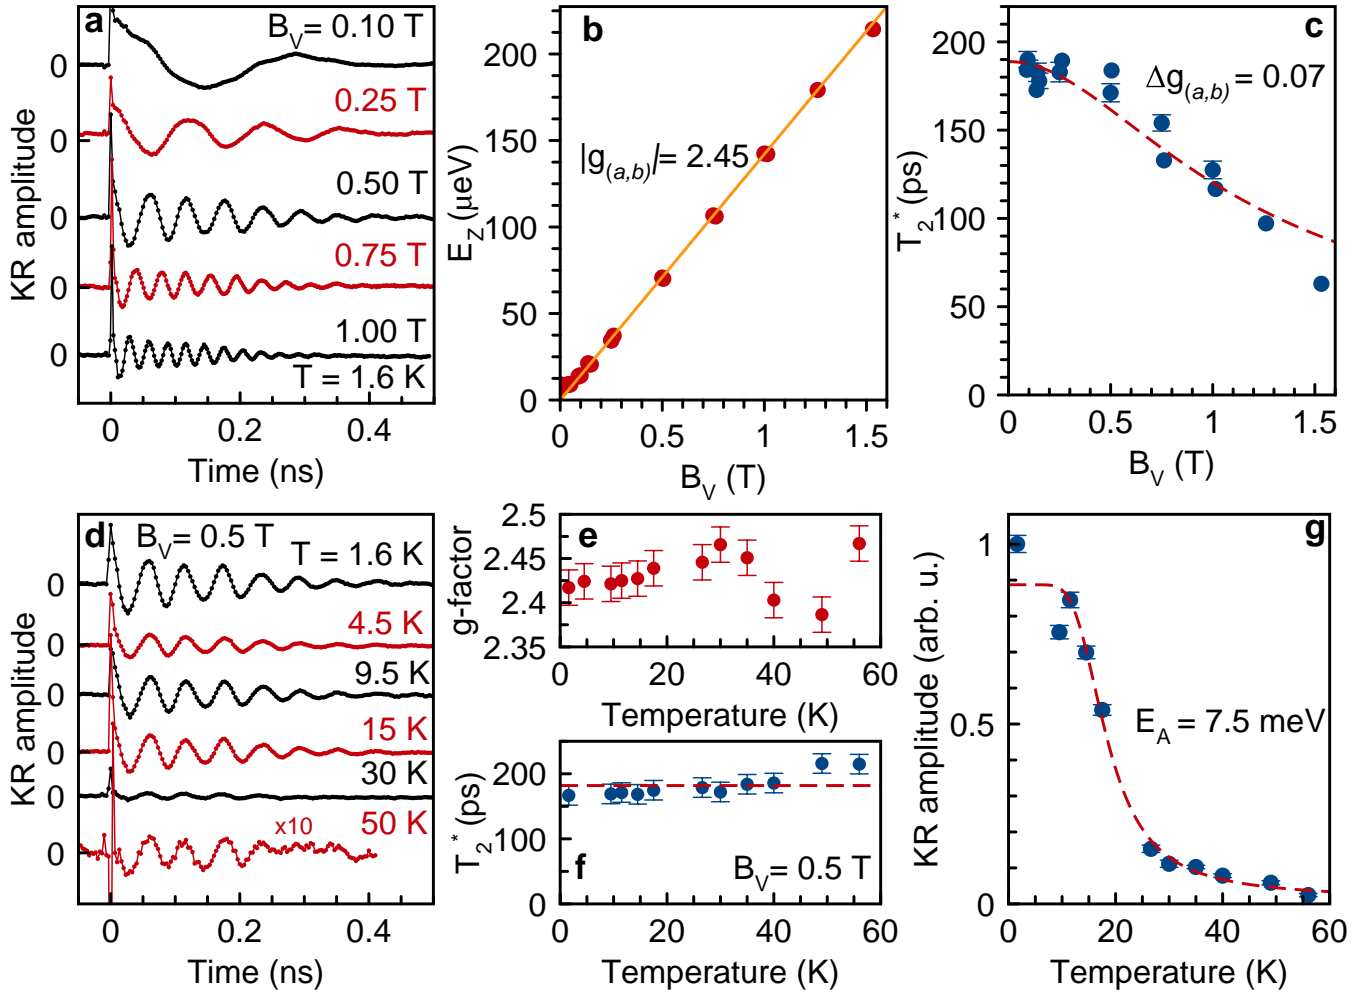 a
B_V = 0.10 T
0
0.25 T
0
0.50 T
0
0.75 T
0
1.00 T
0
T = 1.6 K
KR amplitude
0
0.2
0.4
Time (ns)
b
200
150
100
50
0
E_Z (μeV)
|g_(a,b)| = 2.45
0
0.5
1
1.5
B_V (T)
c
200
150
100
50
0
T_2^* (ps)
Δg_(a,b) = 0.07
0
0.5
1
1.5
B_V (T)
d
B_V = 0.5 T
T = 1.6 K
0
4.5 K
0
9.5 K
0
15 K
0
30 K
0
x10
50 K
0
KR amplitude
0
0.2
0.4
Time (ns)
e
2.5
2.45
2.4
2.35
g-factor
0
20
40
60
Temperature (K)
f
200
100
0
T_2^* (ps)
B_V = 0.5 T
0
20
40
60
Temperature (K)
g
1
0.5
0
KR amplitude (arb. u.)
E_A = 7.5 meV
0
20
40
60
Temperature (K)